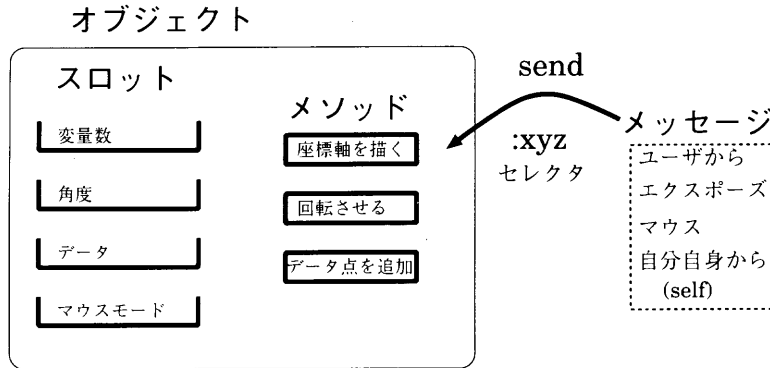 オブジェクト
スロット
変量数
角度
データ
マウスモード
メソッド
座標軸を描く
回転させる
データ点を追加
send
:xyz
セレクタ
メッセージ
ユーザから
エクスポーズ
マウス
自分自身から
(self)